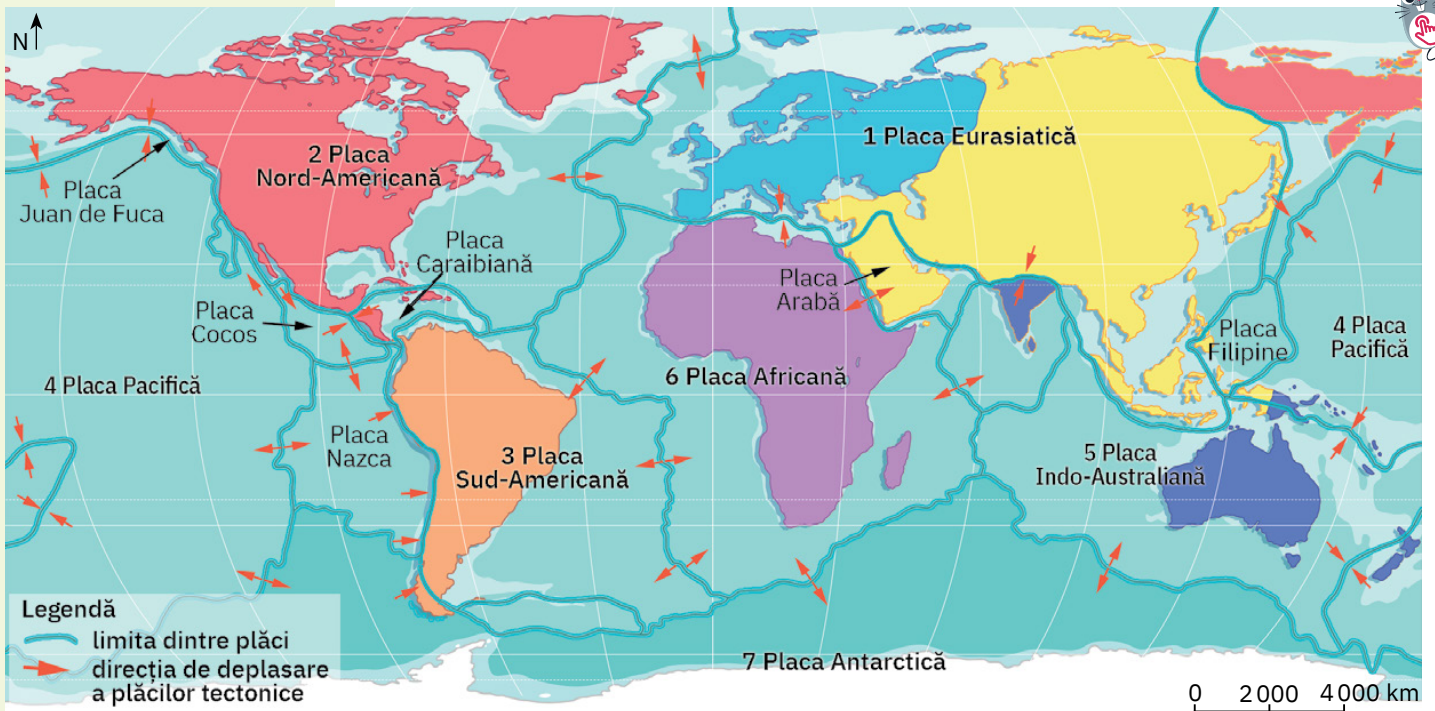 N
1 Placa Eurasiatică
2 Placa
Nord-Americană
Placa
Juan de Fuca
Placa
Caraibiană
Placa
Arabă
Placa
Cocos
Placa
Filipine
4 Placa
Pacifică
4 Placa Pacifică
6 Placa Africană
Placa
Nazca
3 Placa
Sud-Americană
5 Placa
Indo-Australiană
7 Placa Antarctică
Legendă
limita dintre plăci
direcția de deplasare
a plăcilor tectonice
0 2 000 4 000 km